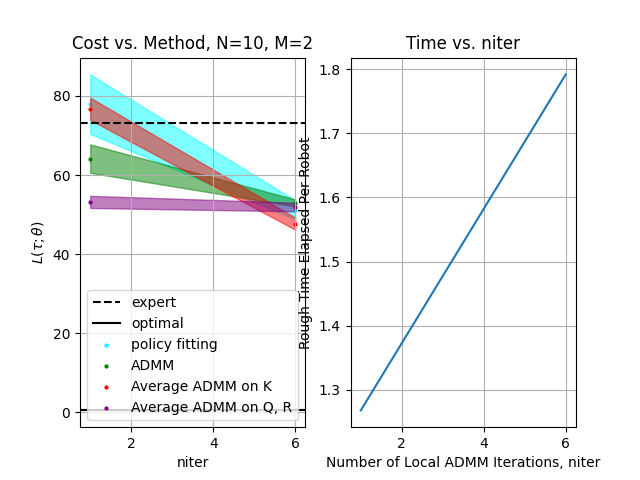 Cost vs. Method, N=10, M=2
80
60
40
20
0
L(τ; θ)
expert
optimal
policy fitting
ADMM
Average ADMM on K
Average ADMM on Q, R
2
4
6
niter
Time vs. niter
1.8
1.7
1.6
1.5
1.4
1.3
Rough Time Elapsed Per Robot
2
4
6
Number of Local ADMM Iterations, niter